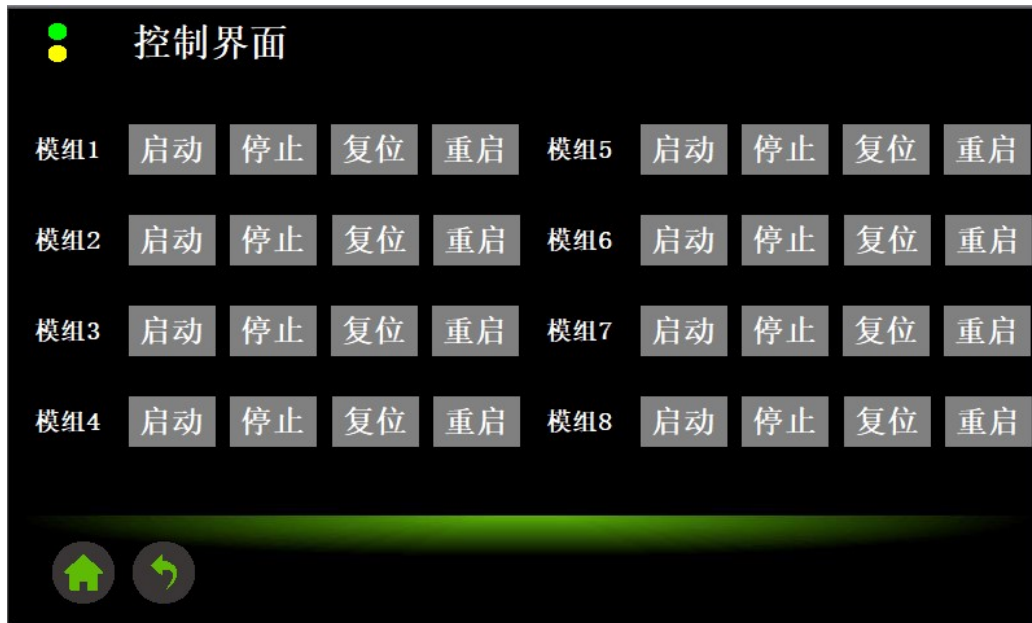 控制界面
模组1 启动 停止 复位 重启 模组5 启动 停止 复位 重启
模组2 启动 停止 复位 重启 模组6 启动 停止 复位 重启
模组3 启动 停止 复位 重启 模组7 启动 停止 复位 重启
模组4 启动 停止 复位 重启 模组8 启动 停止 复位 重启